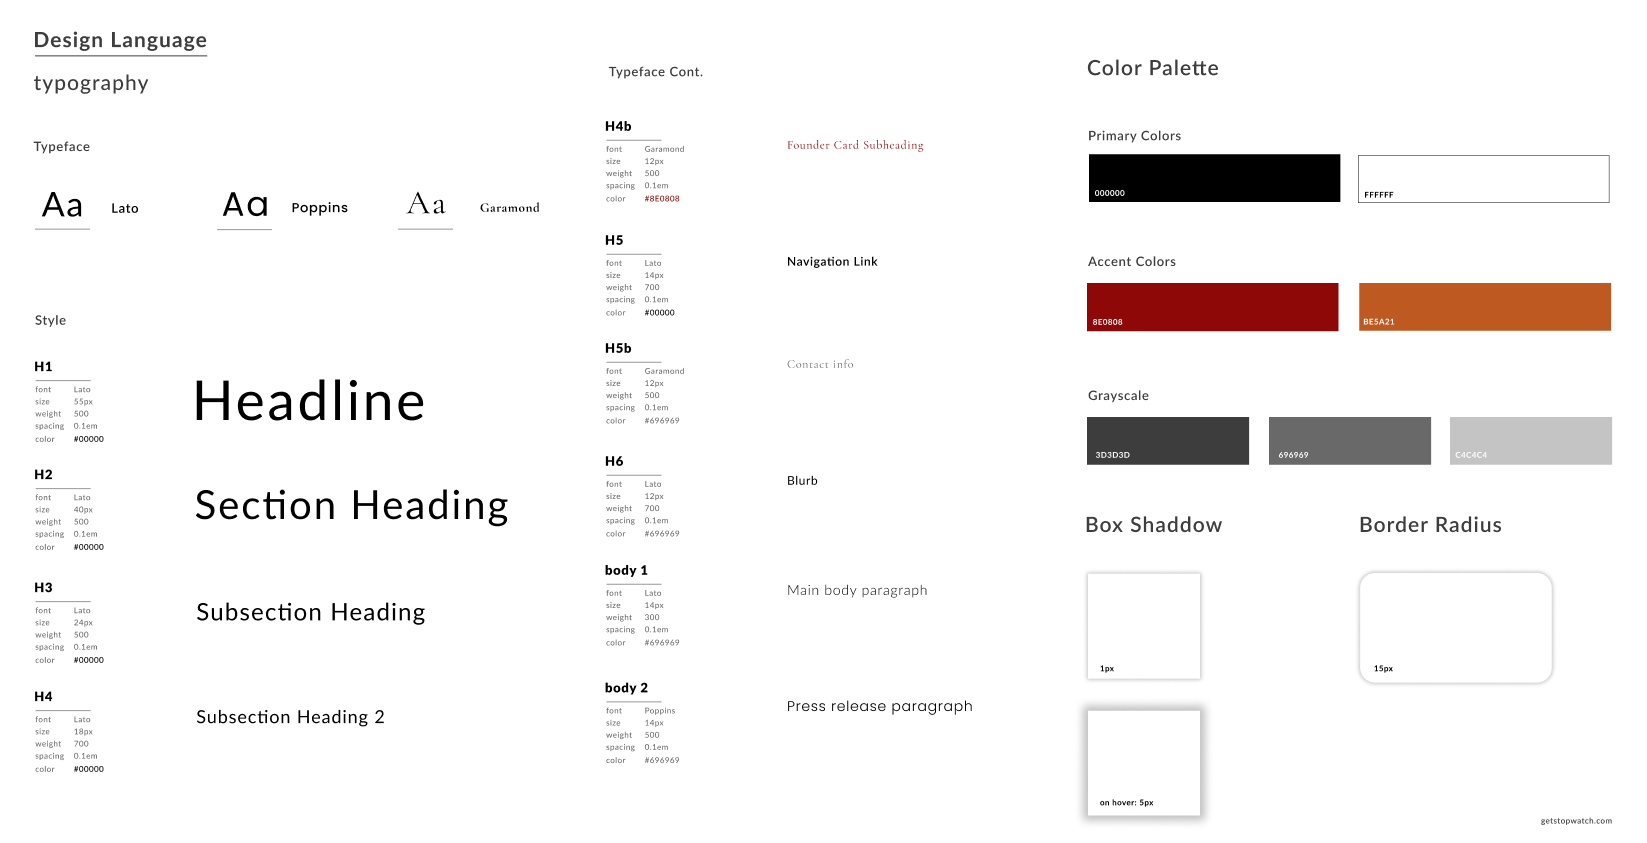 Design Language
typography
Typeface
Aa Lato
Aa Poppins
Aa Garamond
Style
H1
font Lato
size 55px
weight 500
spacing 0.1em
color #00000
Headline
H2
font Lato
size 40px
weight 500
spacing 0.1em
color #00000
Section Heading
H3
font Lato
size 24px
weight 500
spacing 0.1em
color #00000
Subsection Heading
H4
font Lato
size 18px
weight 700
spacing 0.1em
color #00000
Subsection Heading 2
Typeface Cont.
H4b
font Garamond
size 12px
weight 500
spacing 0.1em
color #8E0808
Founder Card Subheading
H5
font Lato
size 14px
weight 700
spacing 0.1em
color #00000
Navigation Link
H5b
font Garamond
size 12px
weight 500
spacing 0.1em
color #696969
Contact info
H6
font Lato
size 12px
weight 700
spacing 0.1em
color #696969
Blurb
body 1
font Lato
size 14px
weight 300
spacing 0.1em
color #696969
Main body paragraph
body 2
font Poppins
size 14px
weight 500
spacing 0.1em
color #696969
Press release paragraph
Color Palette
Primary Colors
000000
FFFFFF
Accent Colors
8E0808
BE5A21
Grayscale
3D3D3D
696969
C4C4C4
Box Shaddow
1px
on hover: 5px
Border Radius
15px
getstopwatch.com